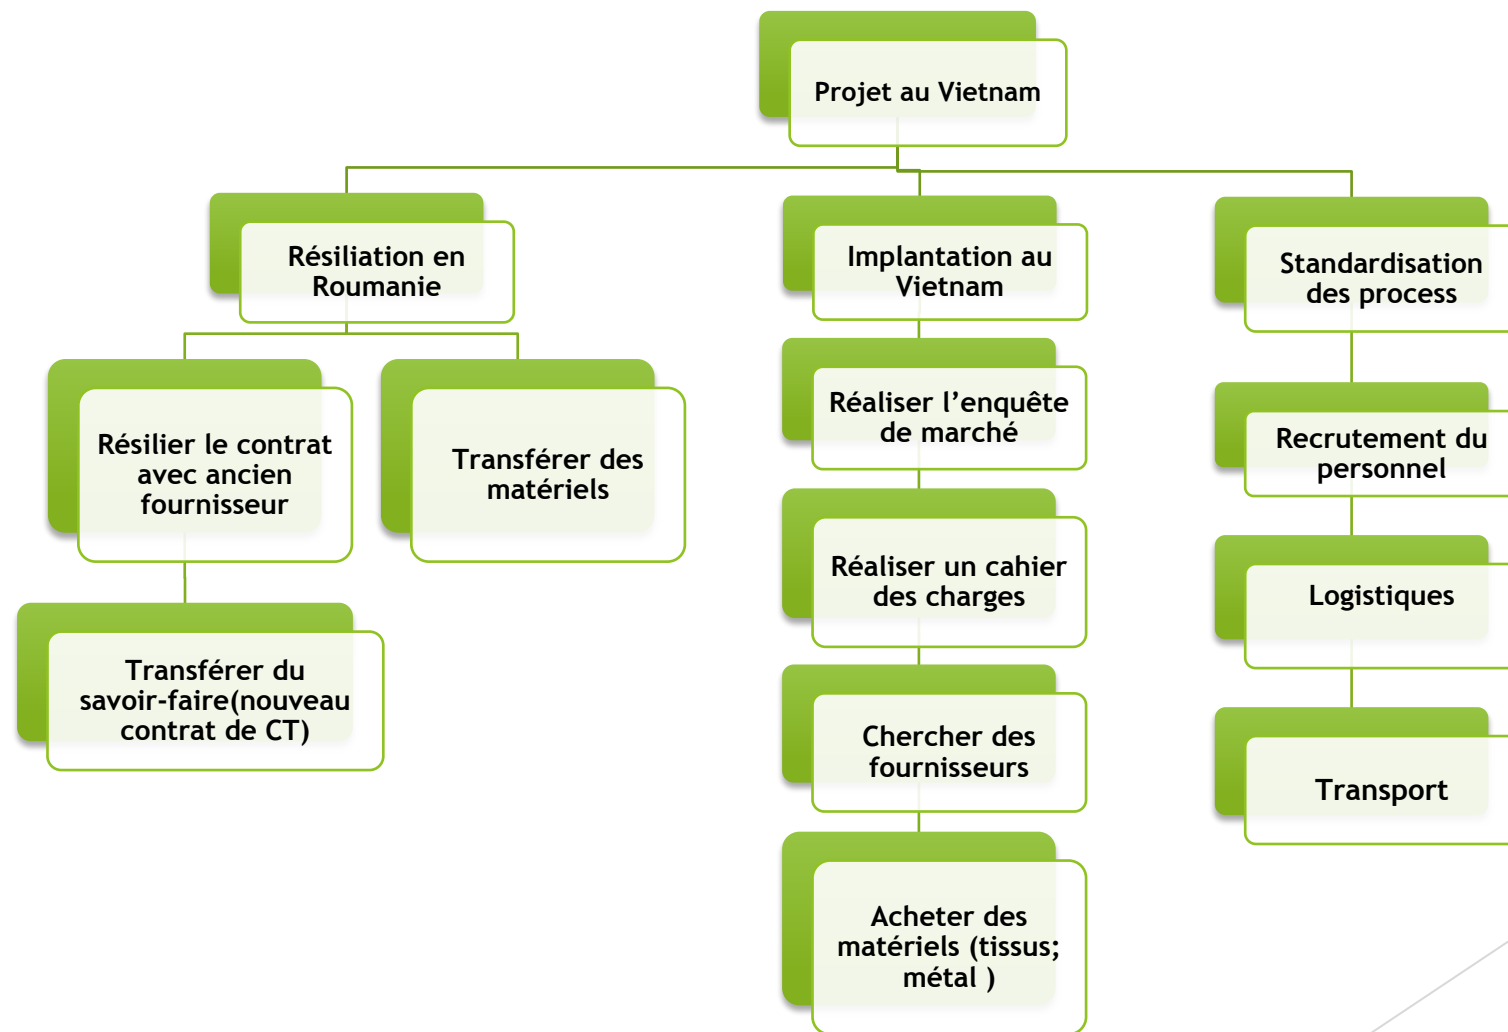 Projet au Vietnam
Résiliation en
Roumanie
Résilier le contrat
avec ancien
fournisseur
Transférer du
savoir-faire(nouveau
contrat de CT)
Transférer des
matériels
Implantation au
Vietnam
Réaliser l’enquête
de marché
Réaliser un cahier
des charges
Chercher des
fournisseurs
Acheter des
matériels (tissus;
métal )
Standardisation
des process
Recrutement du
personnel
Logistiques
Transport